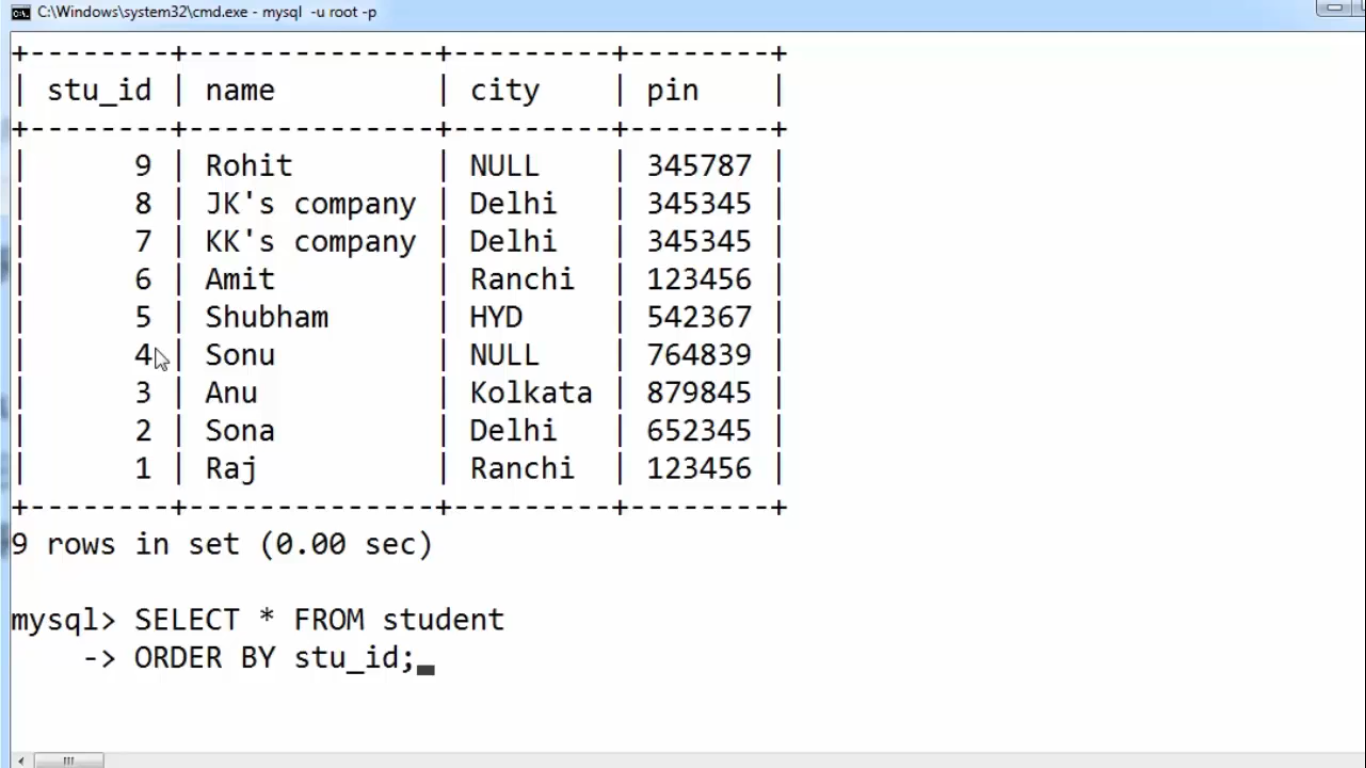 C:\Windows\system32\cmd.exe - mysql  -u root -p
+--------+--------------+---------+--------+
| stu_id | name         | city    | pin    |
+--------+--------------+---------+--------+
|      9 | Rohit        | NULL    | 345787 |
|      8 | JK's company | Delhi   | 345345 |
|      7 | KK's company | Delhi   | 345345 |
|      6 | Amit         | Ranchi  | 123456 |
|      5 | Shubham      | HYD     | 542367 |
|      4 | Sonu         | NULL    | 764839 |
|      3 | Anu          | Kolkata | 879845 |
|      2 | Sona         | Delhi   | 652345 |
|      1 | Raj          | Ranchi  | 123456 |
+--------+--------------+---------+--------+
9 rows in set (0.00 sec)
mysql> SELECT * FROM student
    -> ORDER BY stu_id;